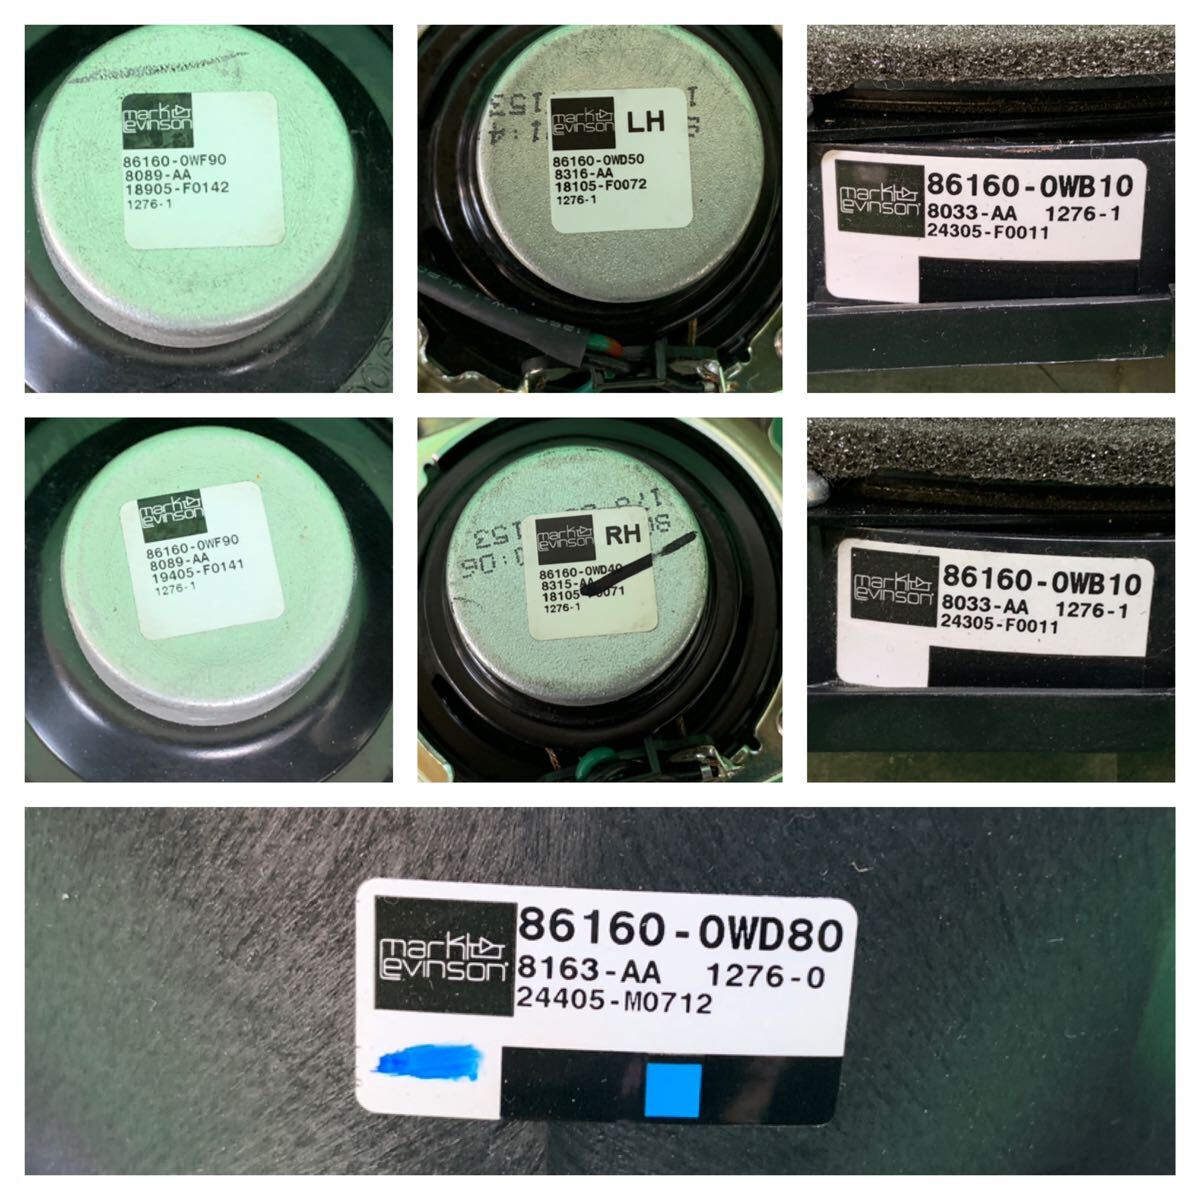 mark
Levinson
86160-0WF90
8089-AA
18905-F0142
1276-1
mark
Levinson
LH
86160-0WD50
8316-AA
18105-F0072
1276-1
mark
Levinson
86160-0WB10
8033-AA 1276-1
24305-F0011
mark
Levinson
86160-0WF90
8089-AA
19405-F0141
1276-1
mark
Levinson
RH
86160-0WD40
8315-AA
18105-F0071
1276-1
mark
Levinson
86160-0WB10
8033-AA 1276-1
24305-F0011
mark
Levinson
86160-0WD80
8163-AA 1276-0
24405-M0712